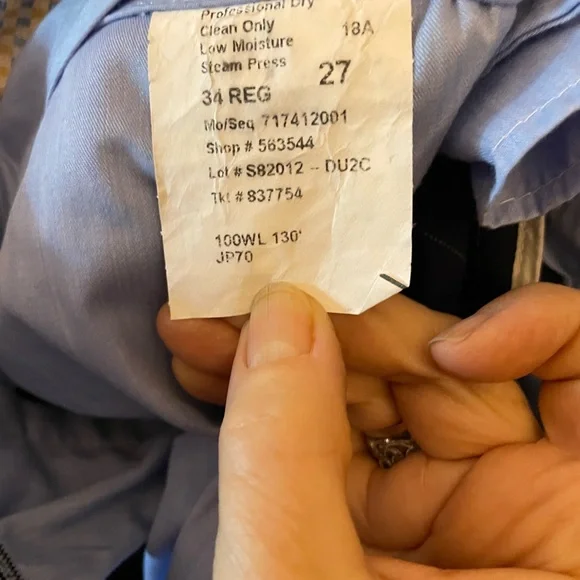 Professional Dry
Clean Only 18A
Low Moisture
Steam Press 27
34 REG
Mo/Seq 717412001
Shop # 563544
Lot # S82012 -- DU2C
Tkt # 837754
100WL 130'
JP70